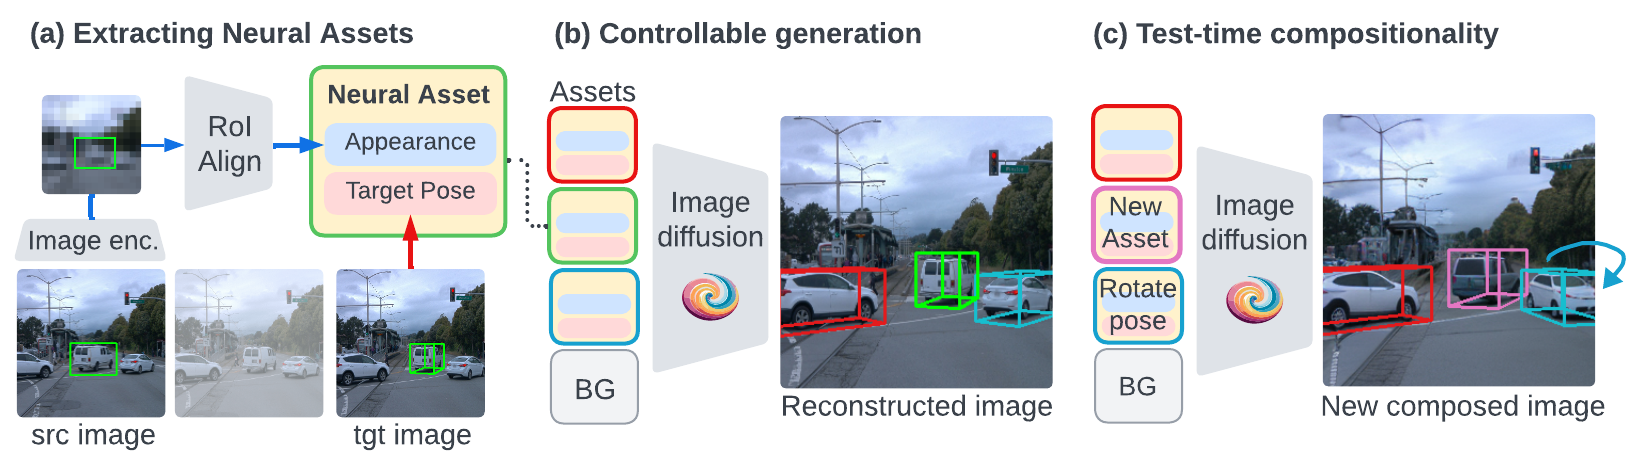 (a) Extracting Neural Assets
RoI
Align
Neural Asset
Appearance
Target Pose
Image enc.
src image
tgt image
(b) Controllable generation
Assets
BG
Image
diffusion
Reconstructed image
(c) Test-time compositionality
New
Asset
Rotate
pose
BG
Image
diffusion
New composed image